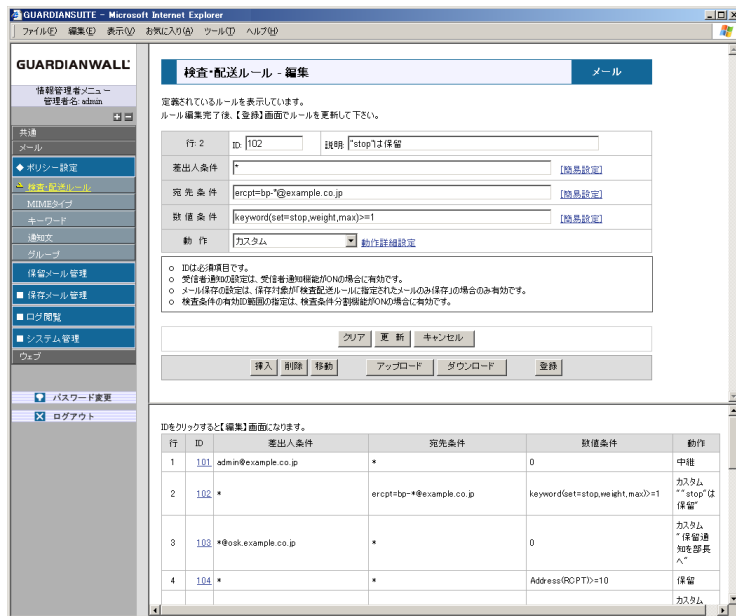 GUARDIANSUITE - Microsoft Internet Explorer
ファイル(F) 編集(E) 表示(V) お気に入り(A) ツール(T) ヘルプ(H)
GUARDIANWALL
情報管理者メニュー
管理者名: admin
共通
メール
◆ ポリシー設定
検査・配送ルール
MIMEタイプ
キーワード
通知文
グループ
保留メール管理
■ 保存メール管理
■ ログ閲覧
■ システム管理
ウェブ
パスワード変更
ログアウト
検査・配送ルール - 編集 メール
定義されているルールを表示しています。
ルール編集完了後、【登録】画面でルールを更新して下さい。
行: 2 ID: 102 説明: "stop"は保留
差出人条件 * [簡易設定]
宛先条件 ercpt=bp-*@example.co.jp [簡易設定]
数値条件 keyword(set=stop,weight,max)>=1 [簡易設定]
動作 カスタム 動作詳細設定
○ IDは必須項目です。
○ 受信者通知の設定は、受信者通知機能がONの場合に有効です。
○ メール保存の設定は、保存対象が「検査配送ルールに指定されたメールのみ保存」の場合のみ有効です。
○ 検査条件の有効ID範囲の指定は、検査条件分割機能がONの場合に有効です。
クリア 更新 キャンセル
挿入 削除 移動 アップロード ダウンロード 登録
IDをクリックすると【編集】画面になります。
行 ID 差出人条件 宛先条件 数値条件 動作
1 101 admin@example.co.jp * 0 中継
2 102 * ercpt=bp-*@example.co.jp keyword(set=stop,weight,max)>=1 カスタム
""stop"は
保留"
3 103 *@osk.example.co.jp * 0 カスタム
"保留通
知を部長
へ"
4 104 * * Address(RCPT)>=10 保留
カスタム